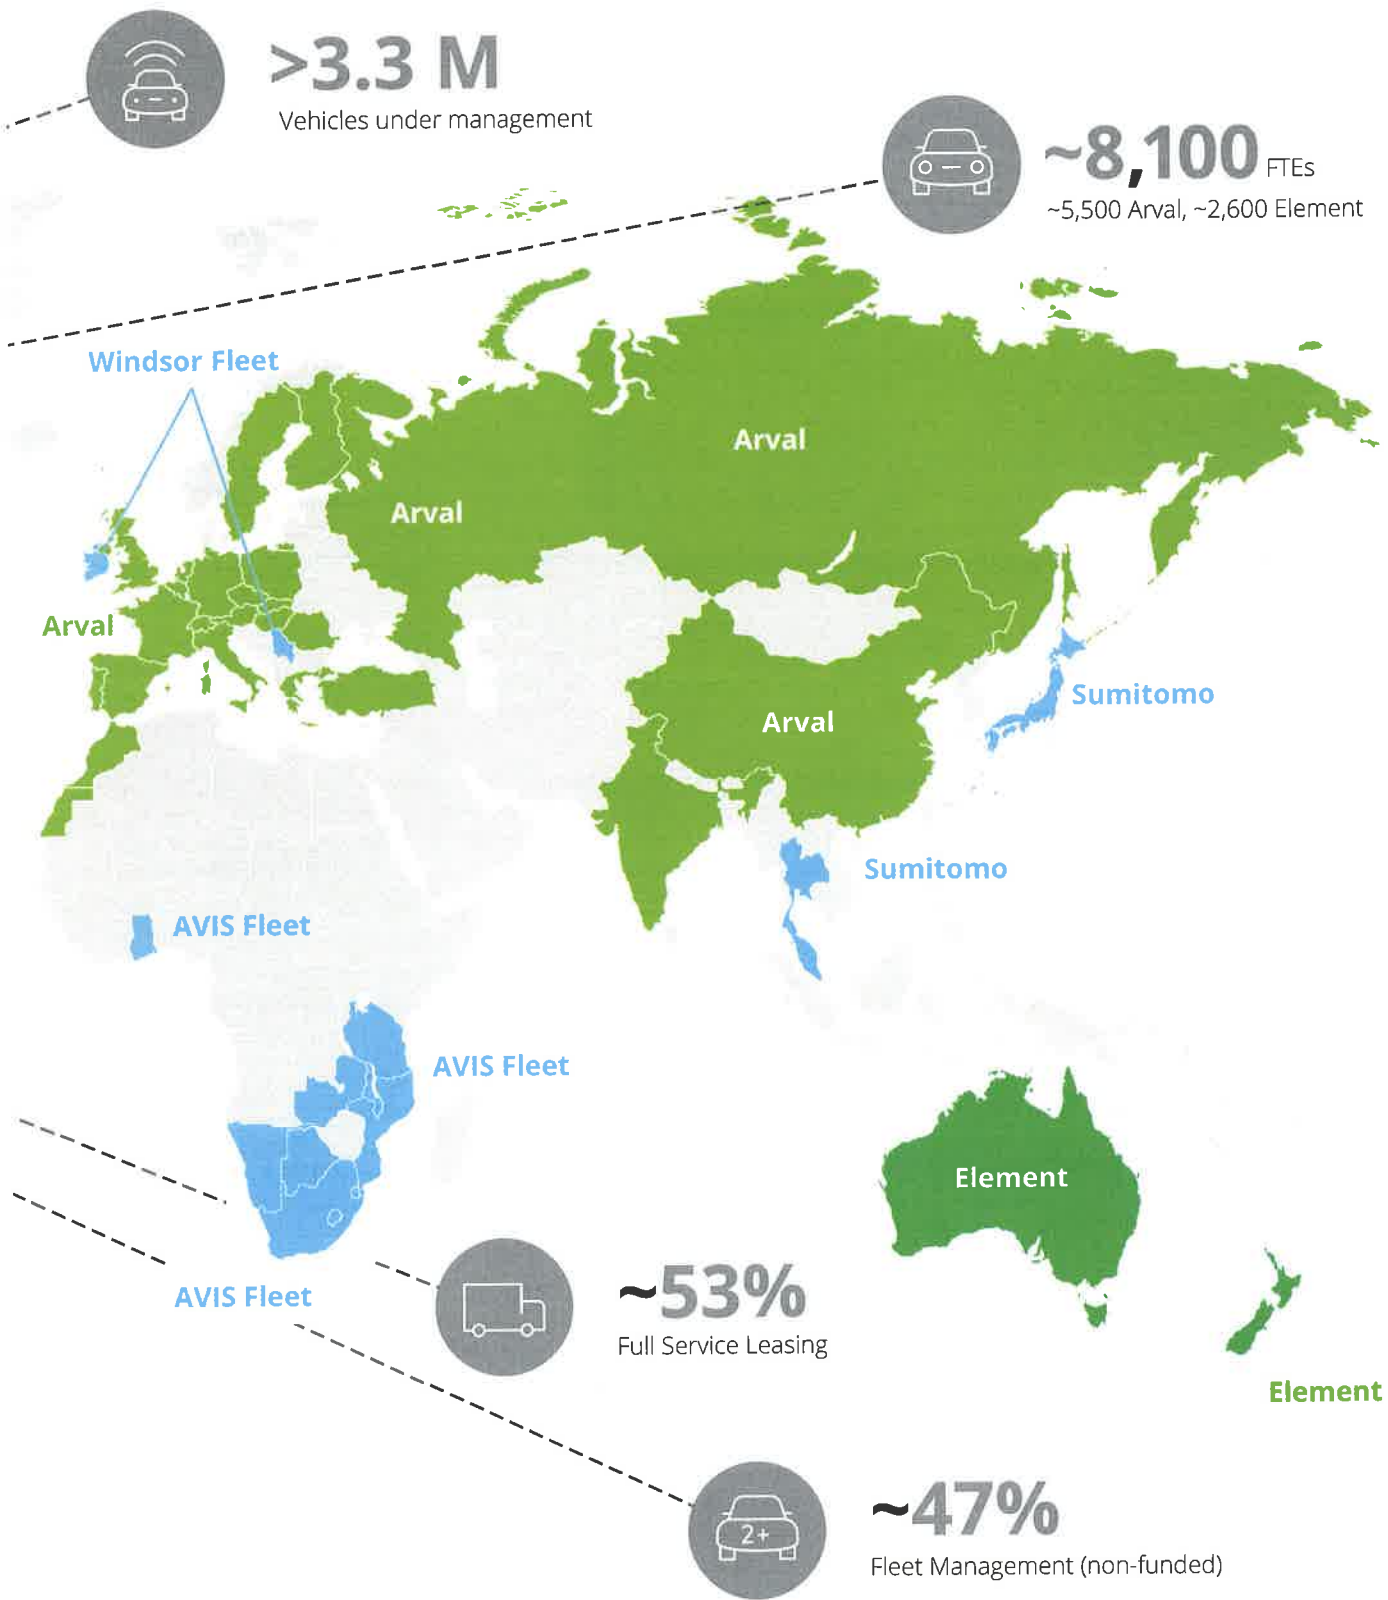 >3.3 M
Vehicles under management
~8,100 FTEs
~5,500 Arval, ~2,600 Element
Windsor Fleet
Arval
Arval
Arval
Arval
Sumitomo
Sumitomo
AVIS Fleet
AVIS Fleet
Element
AVIS Fleet
~53%
Full Service Leasing
Element
2+
~47%
Fleet Management (non-funded)